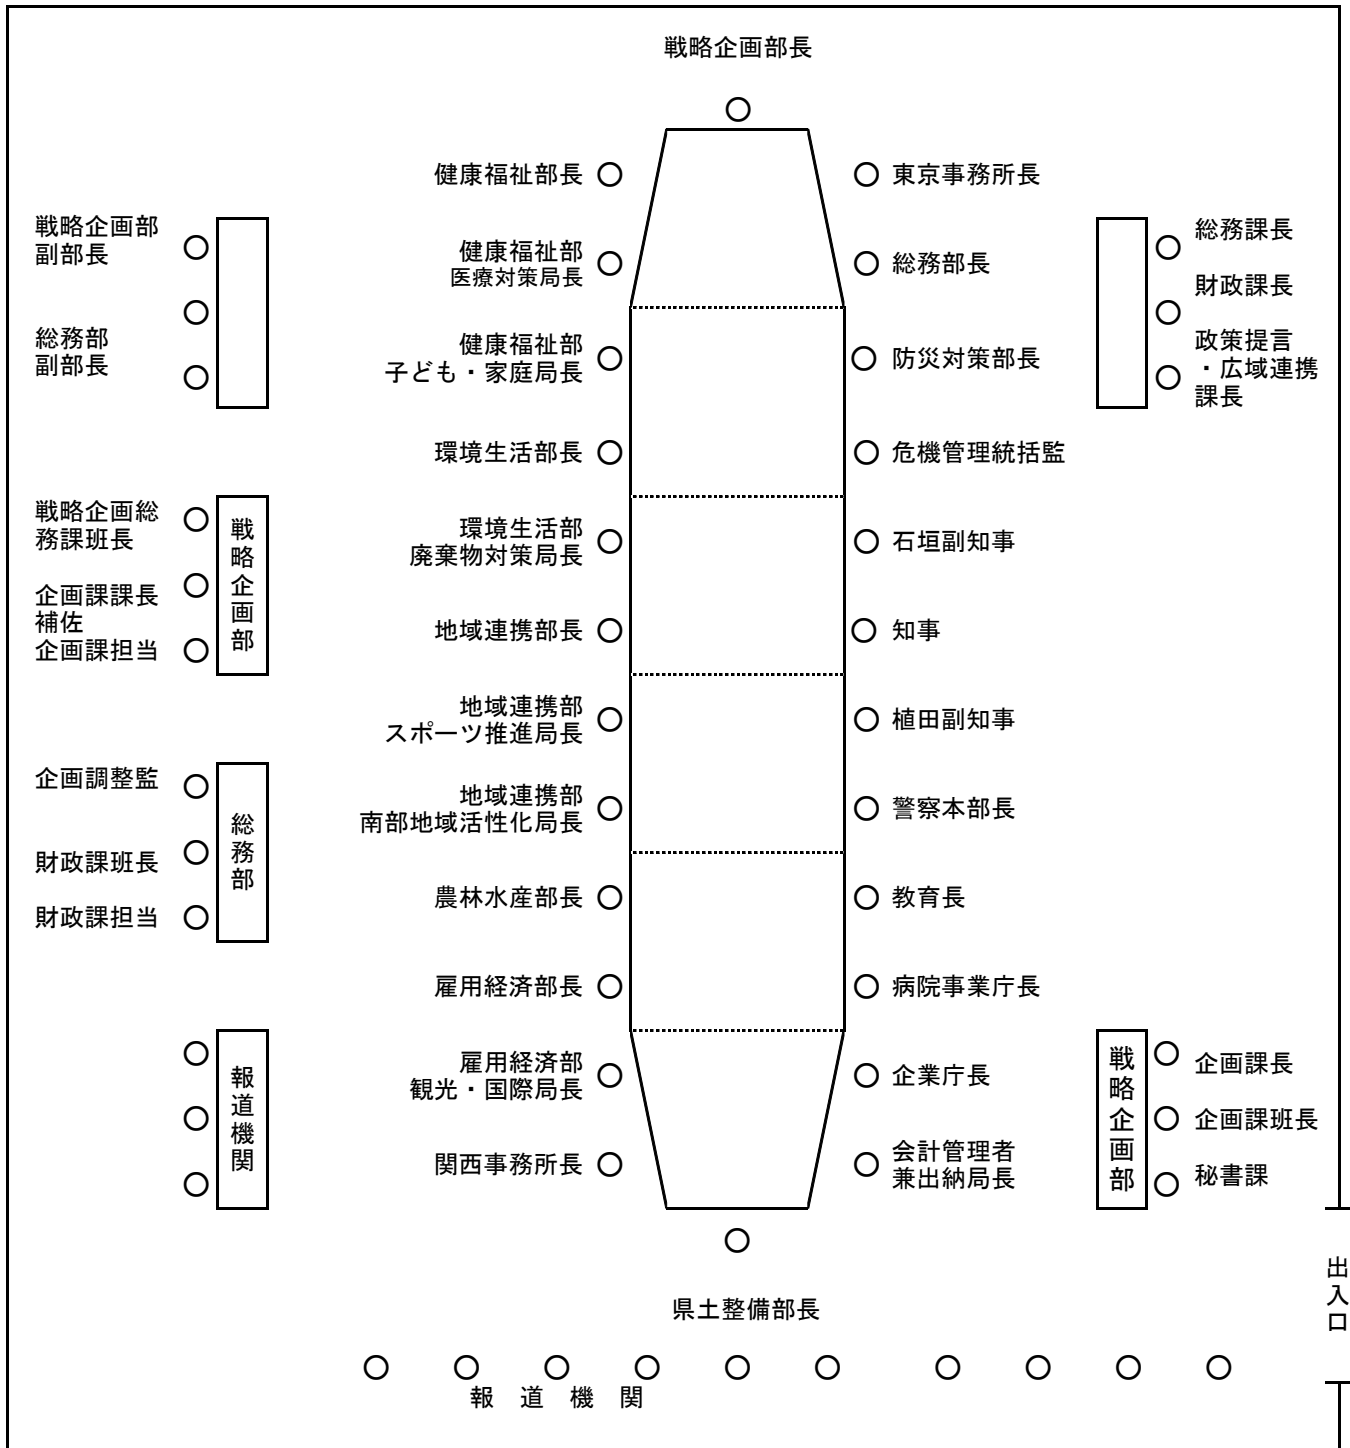 戦略企画部長
健康福祉部長
東京事務所長
戦略企画部
副部長
総務部
副部長
健康福祉部
医療対策局長
総務部長
総務課長
財政課長
政策提言
・広域連携
課長
健康福祉部
子ども・家庭局長
防災対策部長
環境生活部長
危機管理統括監
戦略企画総
務課班長
企画課課長
補佐
企画課担当
戦略企画部
環境生活部
廃棄物対策局長
石垣副知事
地域連携部長
知事
地域連携部
スポーツ推進局長
植田副知事
企画調整監
財政課班長
財政課担当
総務部
地域連携部
南部地域活性化局長
警察本部長
農林水産部長
教育長
雇用経済部長
病院事業庁長
報道機関
雇用経済部
観光・国際局長
企業庁長
戦略企画部
企画課長
企画課班長
秘書課
関西事務所長
会計管理者
兼出納局長
出入口
県土整備部長
報 道 機 関